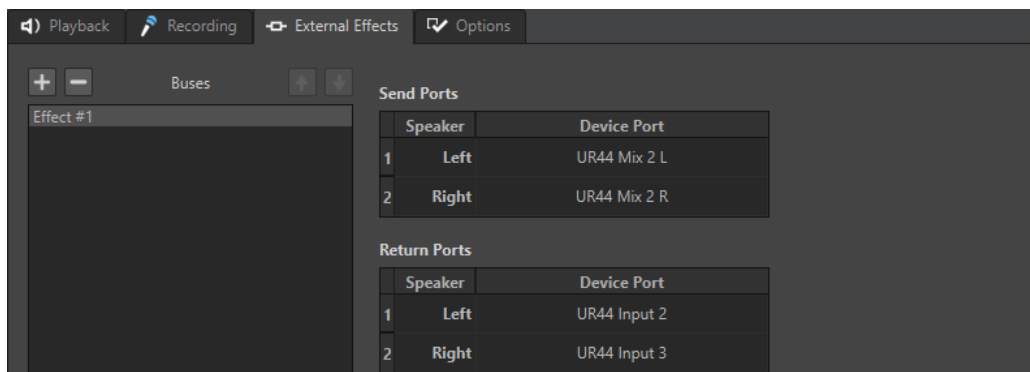 Playback Recording External Effects Options
Buses
Effect #1
Send Ports
Speaker Device Port
1 Left UR44 Mix 2 L
2 Right UR44 Mix 2 R
Return Ports
Speaker Device Port
1 Left UR44 Input 2
2 Right UR44 Input 3